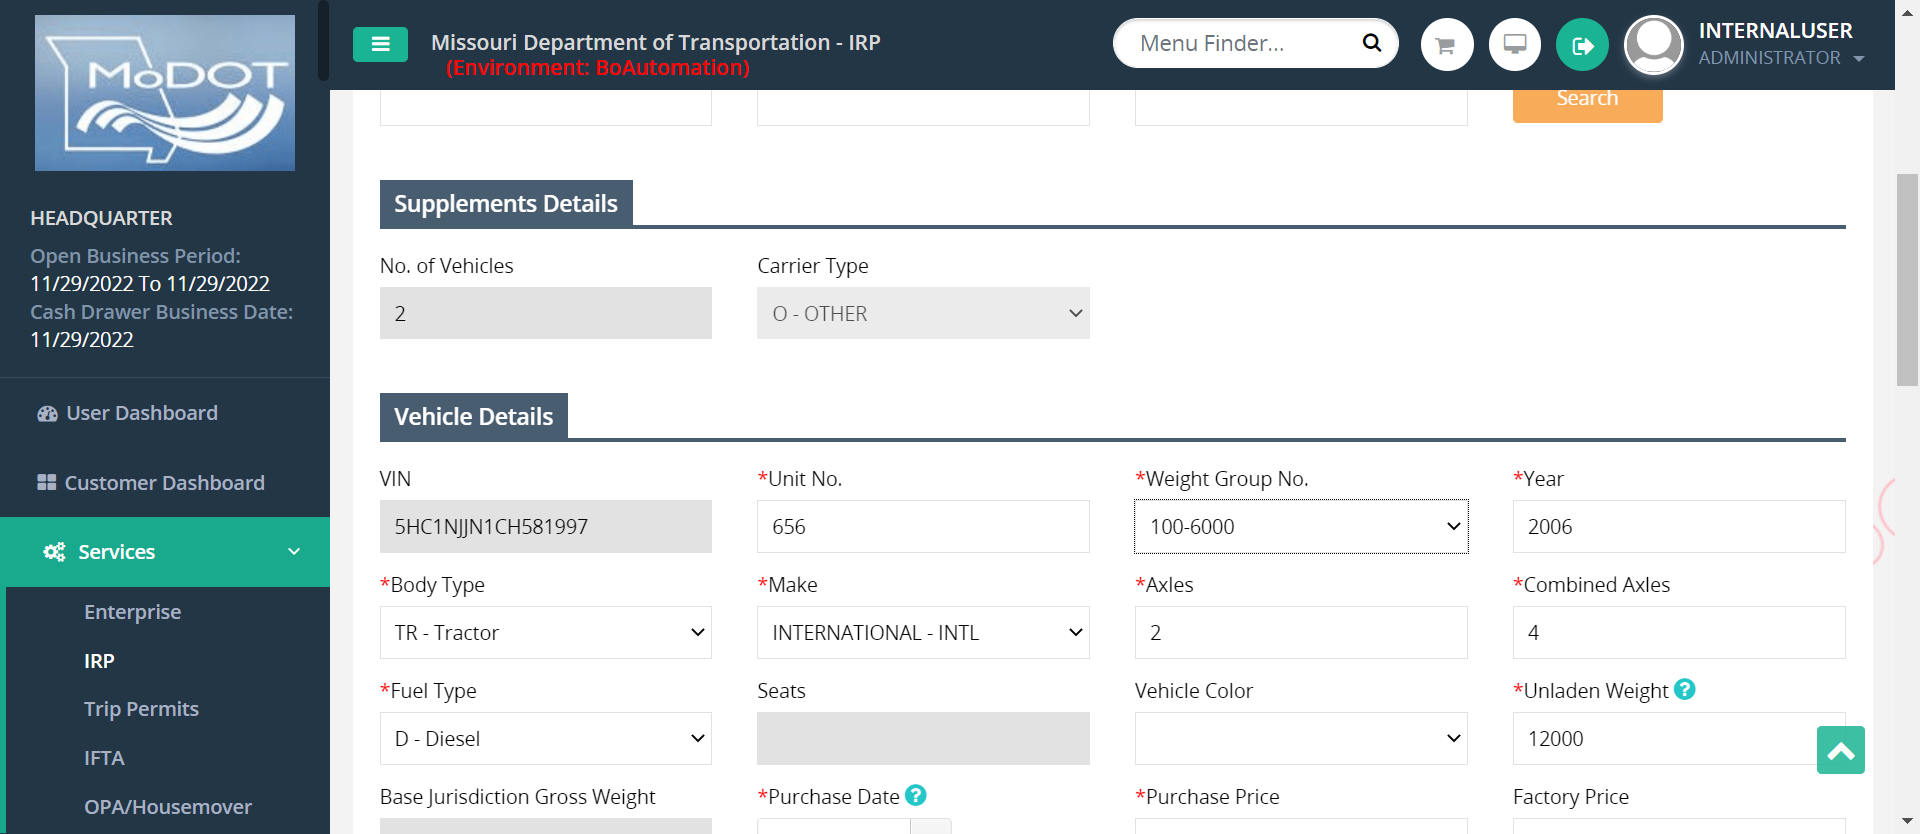 MoDOT
HEADQUARTER
Open Business Period:
11/29/2022 To 11/29/2022
Cash Drawer Business Date:
11/29/2022
User Dashboard
Customer Dashboard
Services
Enterprise
IRP
Trip Permits
IFTA
OPA/Housemover
Missouri Department of Transportation - IRP
(Environment: BoAutomation)
Menu Finder...
INTERNALUSER
ADMINISTRATOR
Search
Supplements Details
No. of Vehicles
Carrier Type
2
O - OTHER
Vehicle Details
VIN
*Unit No.
*Weight Group No.
*Year
5HC1NJJN1CH581997
656
100-6000
2006
*Body Type
*Make
*Axles
*Combined Axles
TR - Tractor
INTERNATIONAL - INTL
2
4
*Fuel Type
Seats
Vehicle Color
*Unladen Weight ?
D - Diesel
12000
Base Jurisdiction Gross Weight
*Purchase Date ?
*Purchase Price
Factory Price